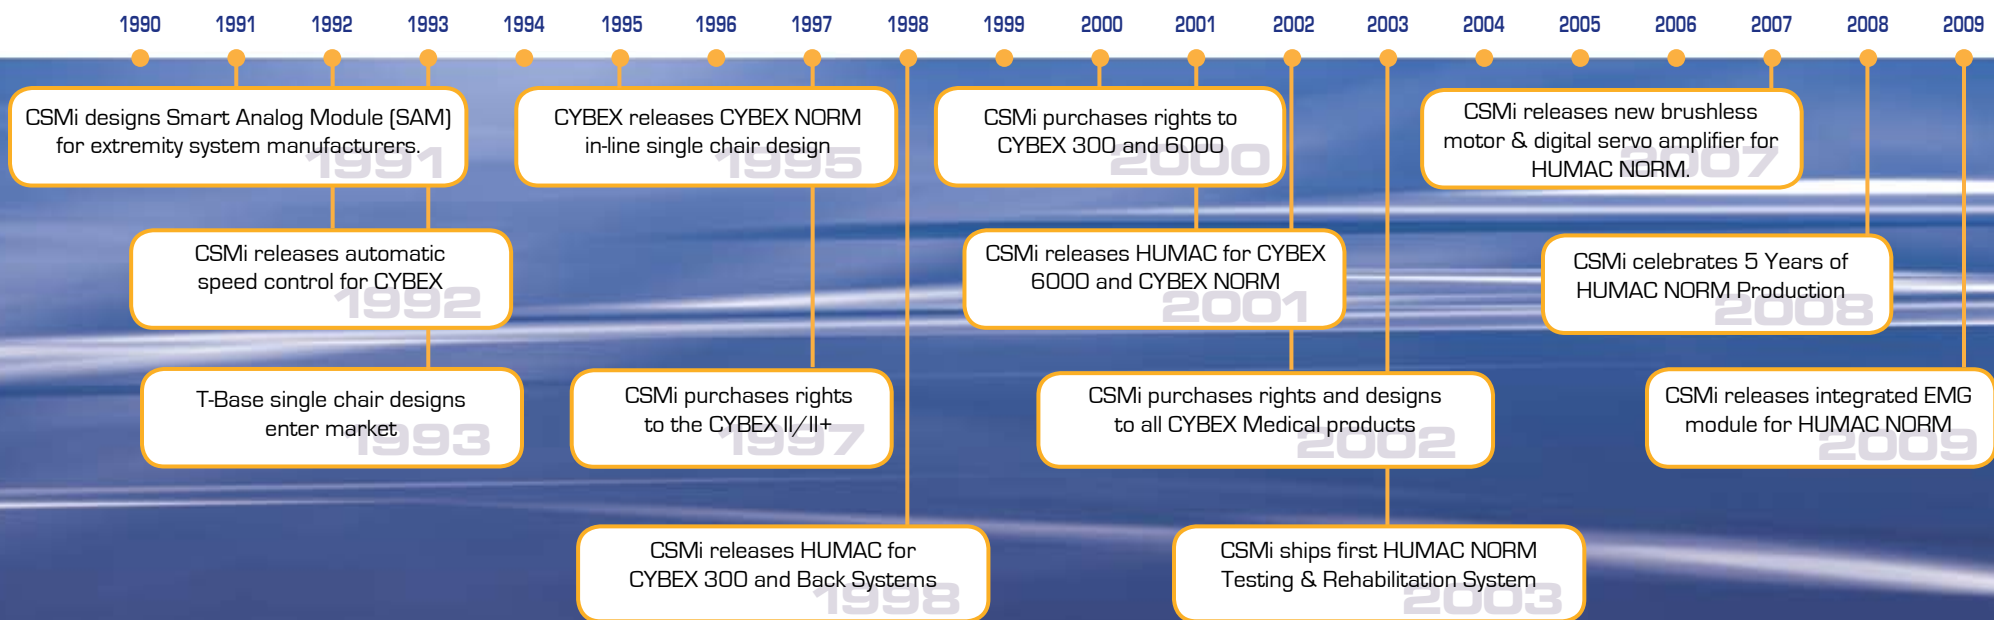 1990 1991 1992 1993 1994 1995 1996 1997 1998 1999 2000 2001 2002 2003 2004 2005 2006 2007 2008 2009
CSMi designs Smart Analog Module (SAM)
for extremity system manufacturers.
1991
CSMi releases automatic
speed control for CYBEX
1992
T-Base single chair designs
enter market
1993
CYBEX releases CYBEX NORM
in-line single chair design
1995
CSMi purchases rights
to the CYBEX II/II+
1997
CSMi releases HUMAC for
CYBEX 300 and Back Systems
1998
CSMi purchases rights to
CYBEX 300 and 6000
2000
CSMi releases HUMAC for CYBEX
6000 and CYBEX NORM
2001
CSMi purchases rights and designs
to all CYBEX Medical products
2002
CSMi ships first HUMAC NORM
Testing & Rehabilitation System
2003
CSMi releases new brushless
motor & digital servo amplifier for
HUMAC NORM.
2007
CSMi celebrates 5 Years of
HUMAC NORM Production
2008
CSMi releases integrated EMG
module for HUMAC NORM
2009